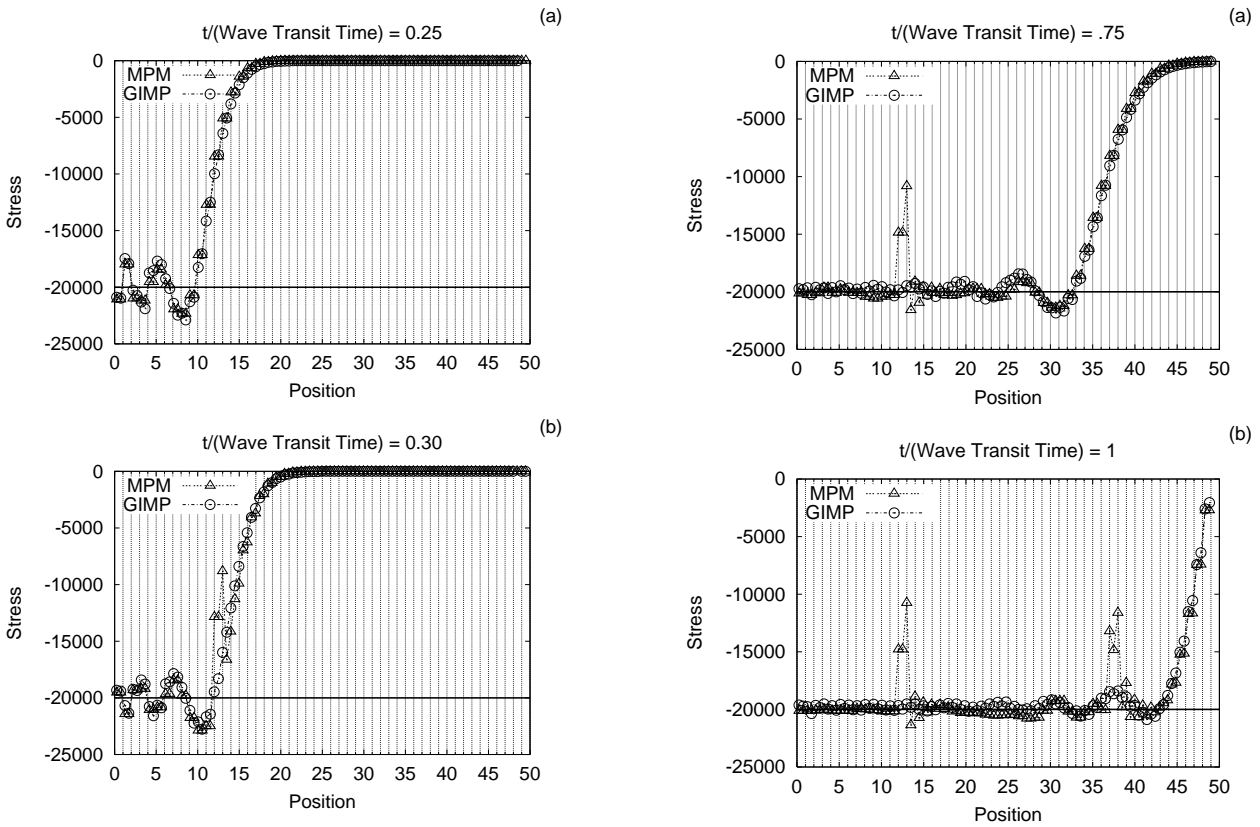 (a)
t/(Wave Transit Time) = 0.25
MPM
GIMP
0
-5000
-10000
-15000
-20000
-25000
Stress
0 5 10 15 20 25 30 35 40 45 50
Position
(b)
t/(Wave Transit Time) = 0.30
MPM
GIMP
0
-5000
-10000
-15000
-20000
-25000
Stress
0 5 10 15 20 25 30 35 40 45 50
Position
(a)
t/(Wave Transit Time) = .75
MPM
GIMP
0
-5000
-10000
-15000
-20000
-25000
Stress
0 5 10 15 20 25 30 35 40 45 50
Position
(b)
t/(Wave Transit Time) = 1
MPM
GIMP
0
-5000
-10000
-15000
-20000
-25000
Stress
0 5 10 15 20 25 30 35 40 45 50
Position